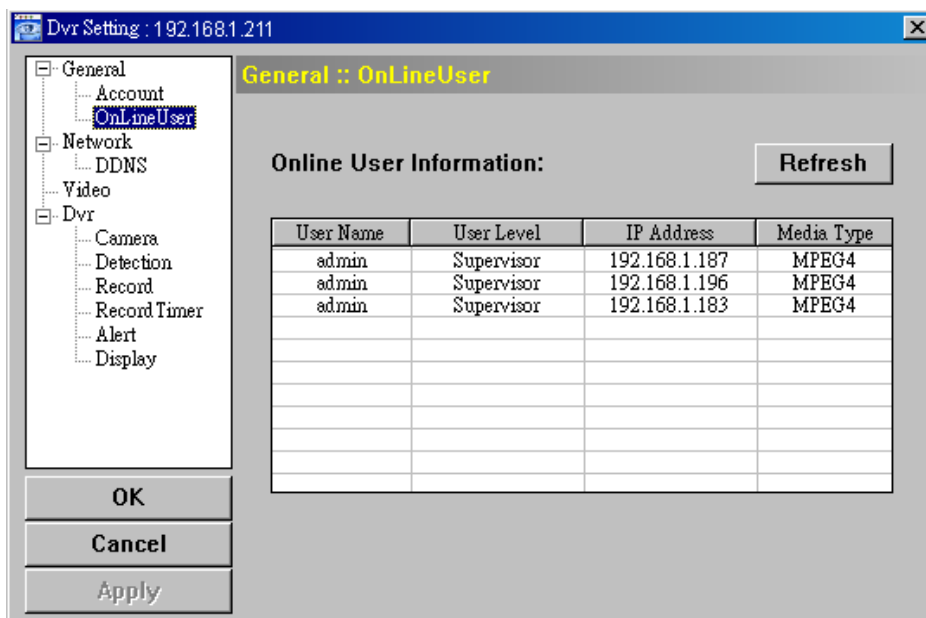 Dvr Setting : 192.168.1.211
General
Account
OnLineUser
Network
DDNS
Video
Dvr
Camera
Detection
Record
Record Timer
Alert
Display
OK
Cancel
Apply
General :: OnLineUser
Online User Information:
Refresh
User Name User Level IP Address Media Type
admin Supervisor 192.168.1.187 MPEG4
admin Supervisor 192.168.1.196 MPEG4
admin Supervisor 192.168.1.183 MPEG4